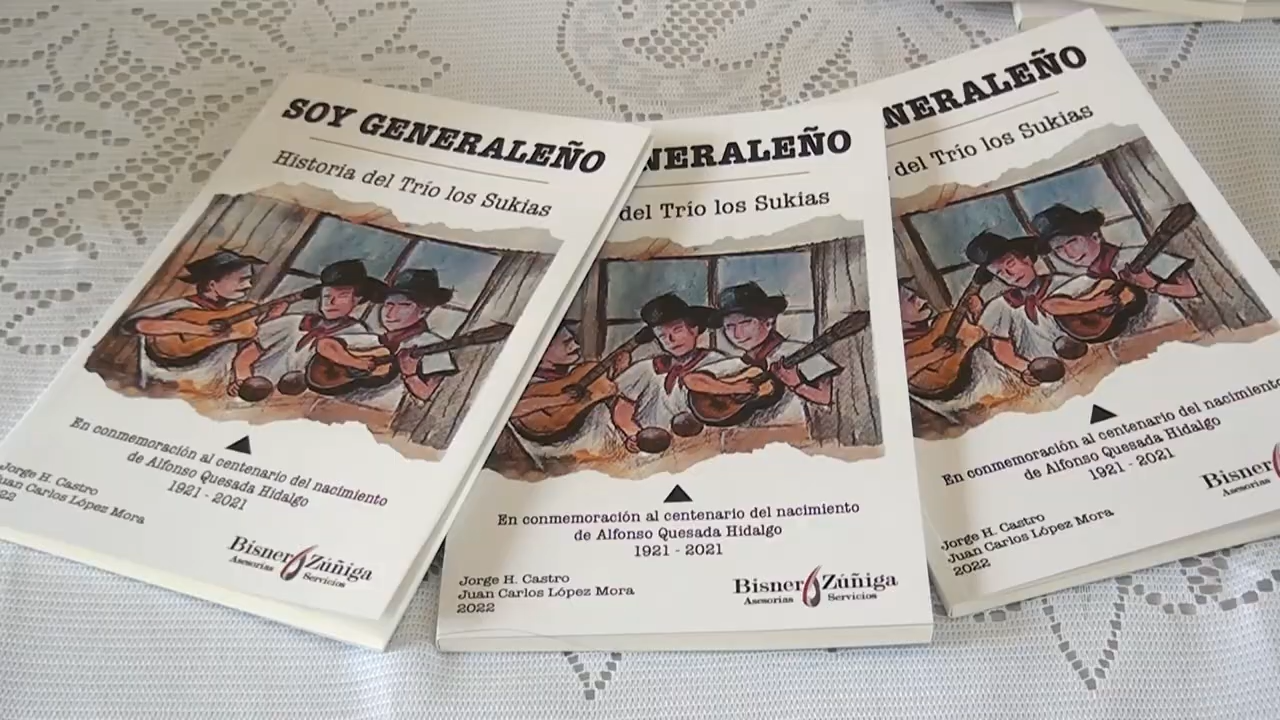 SOY GENERALEÑO
Historia del Trío los Sukias
En conmemoración al centenario del nacimiento
de Alfonso Quesada Hidalgo
1921 - 2021
Jorge H. Castro
Juan Carlos López Mora
22
Bisner Zúñiga
Asesorías Servicios
NERALEÑO
del Trío los Sukias
En conmemoración al centenario del nacimiento
de Alfonso Quesada Hidalgo
1921 - 2021
Jorge H. Castro
Juan Carlos López Mora
2022
Bisner Zúñiga
Asesorías Servicios
NERALEÑO
del Trío los Sukias
En conmemoración al centenario del nacimiento
de Alfonso Quesada Hidalgo
1921 - 2021
Jorge H. Castro
Juan Carlos López Mora
2022
Bisner
Asesorías